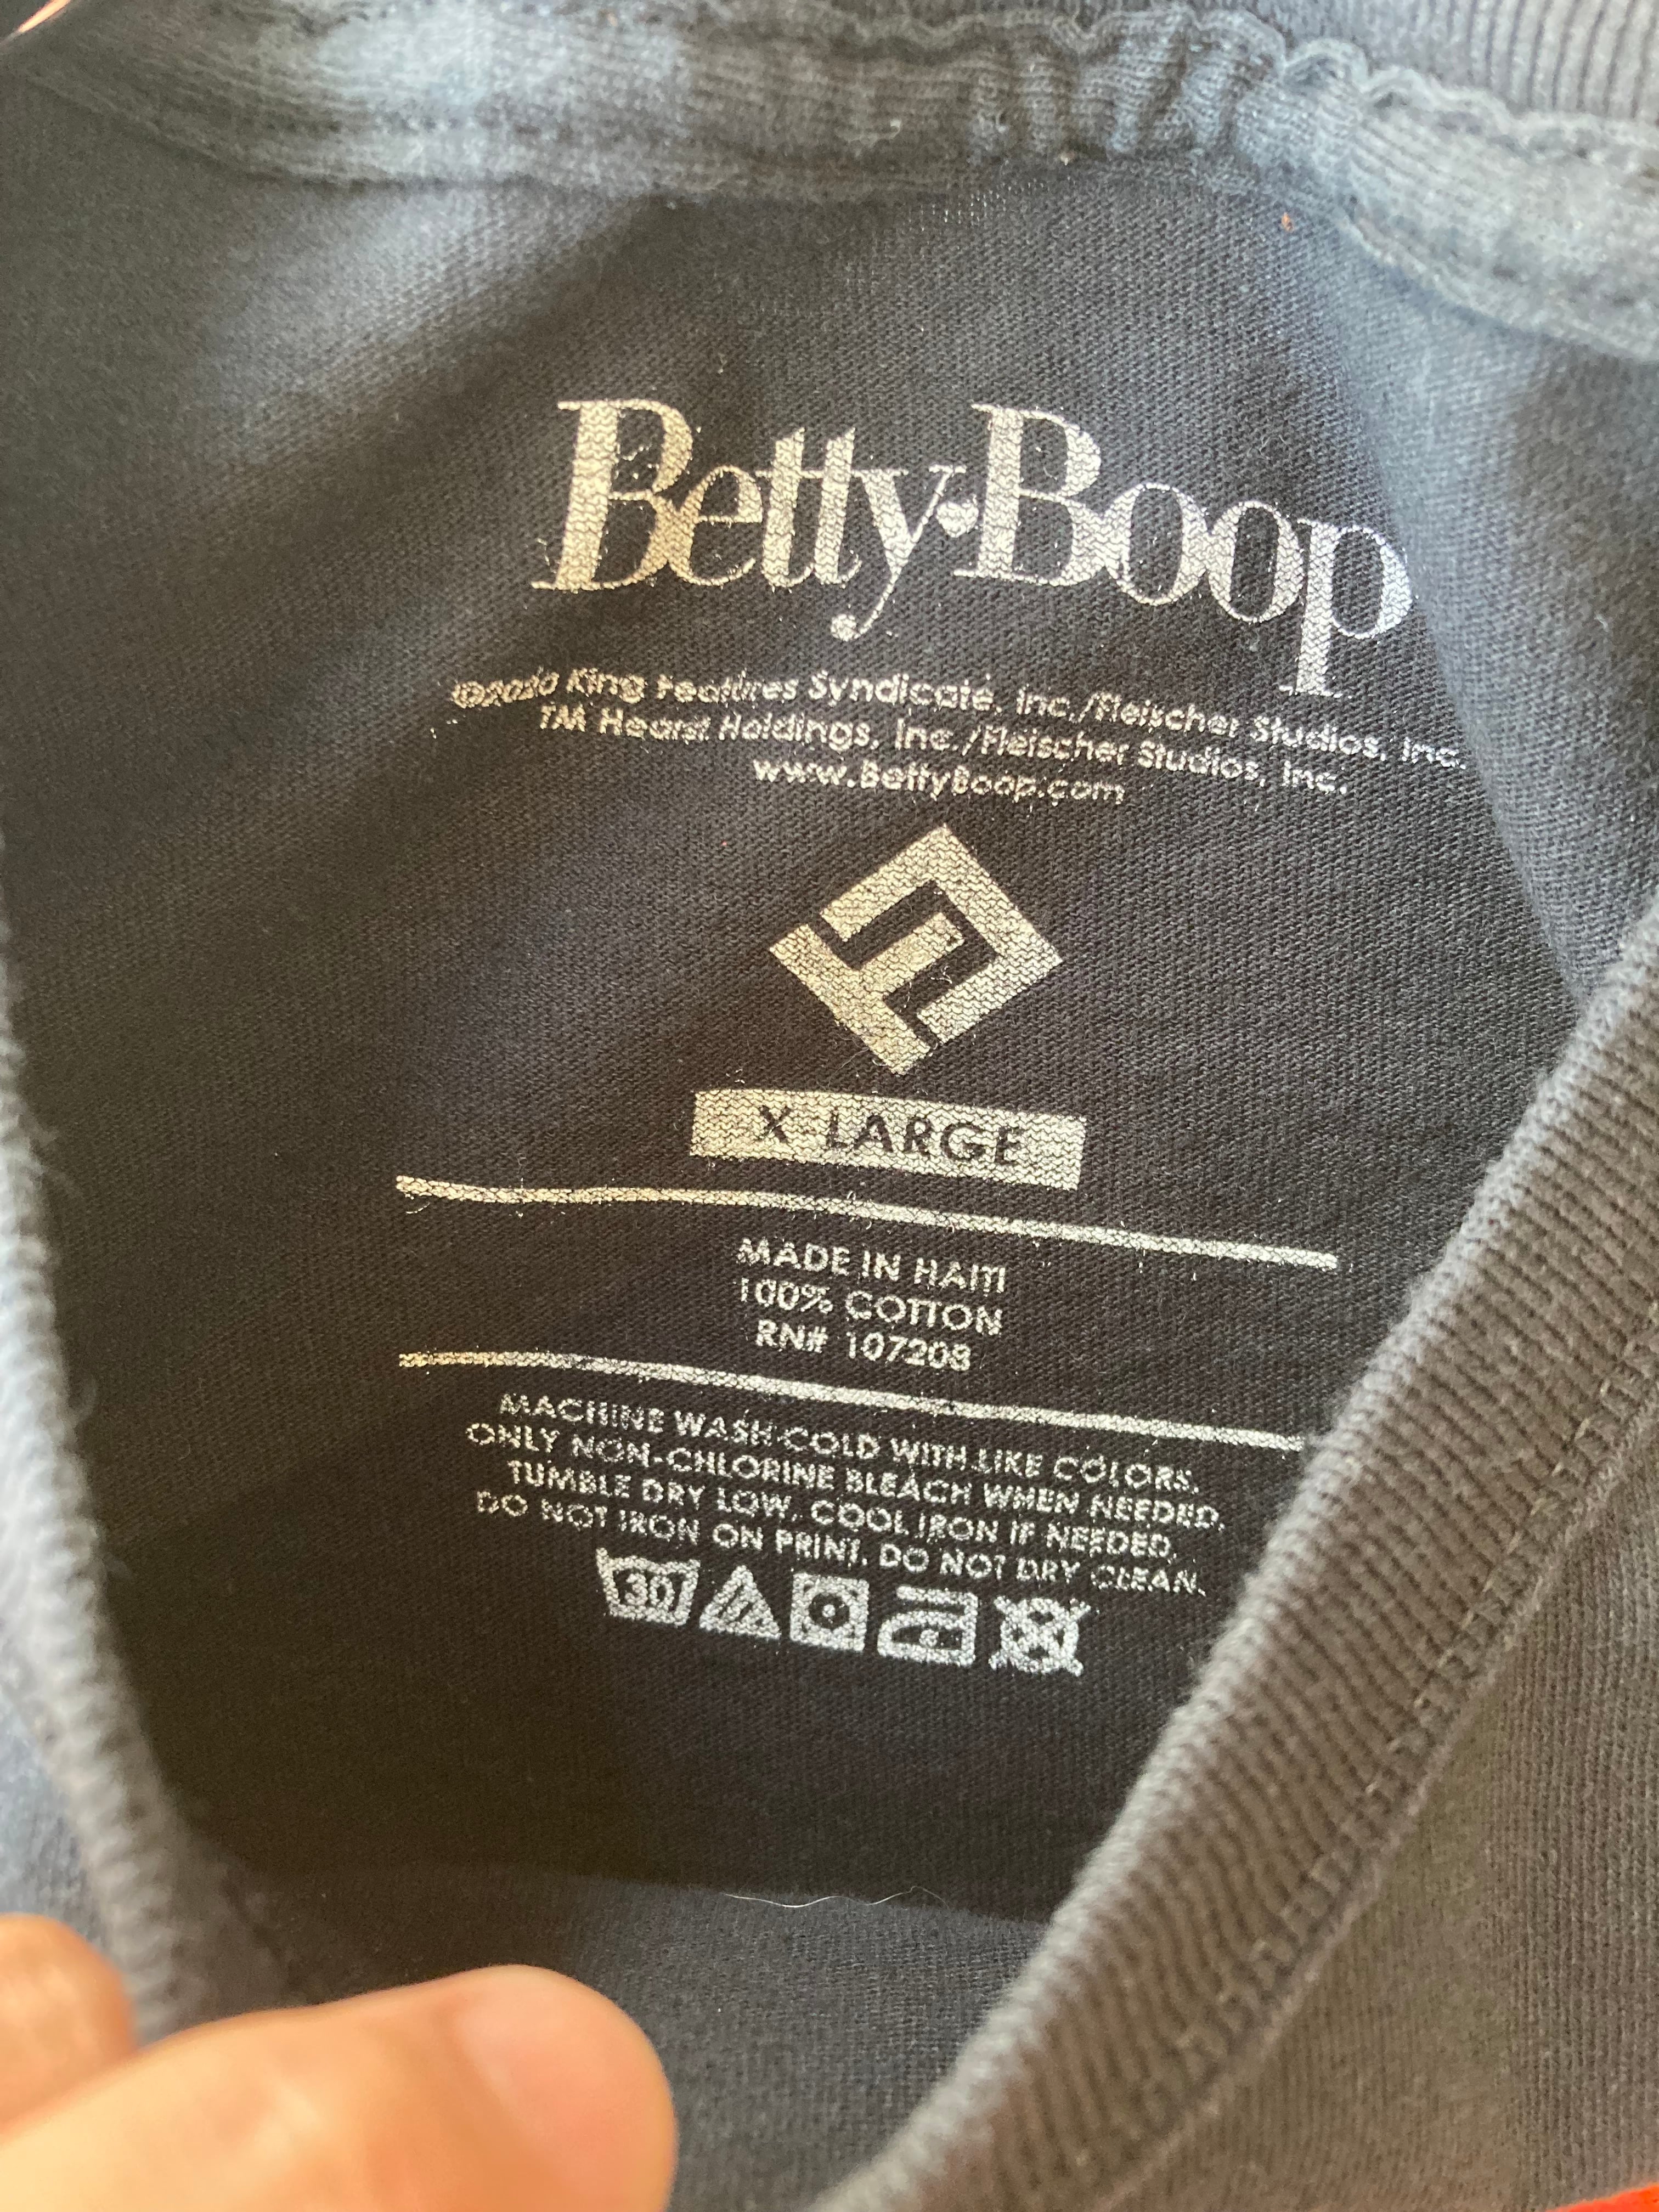 Betty Boop
©2020 King Features Syndicate, Inc./Fleischer Studios, Inc.
TM Hearst Holdings, Inc./Fleischer Studios, Inc.
www.BettyBoop.com
X-LARGE
MADE IN HAITI
100% COTTON
RN# 107208
MACHINE WASH COLD WITH LIKE COLORS.
ONLY NON-CHLORINE BLEACH WHEN NEEDED.
TUMBLE DRY LOW. COOL IRON IF NEEDED.
DO NOT IRON ON PRINT. DO NOT DRY CLEAN.
30